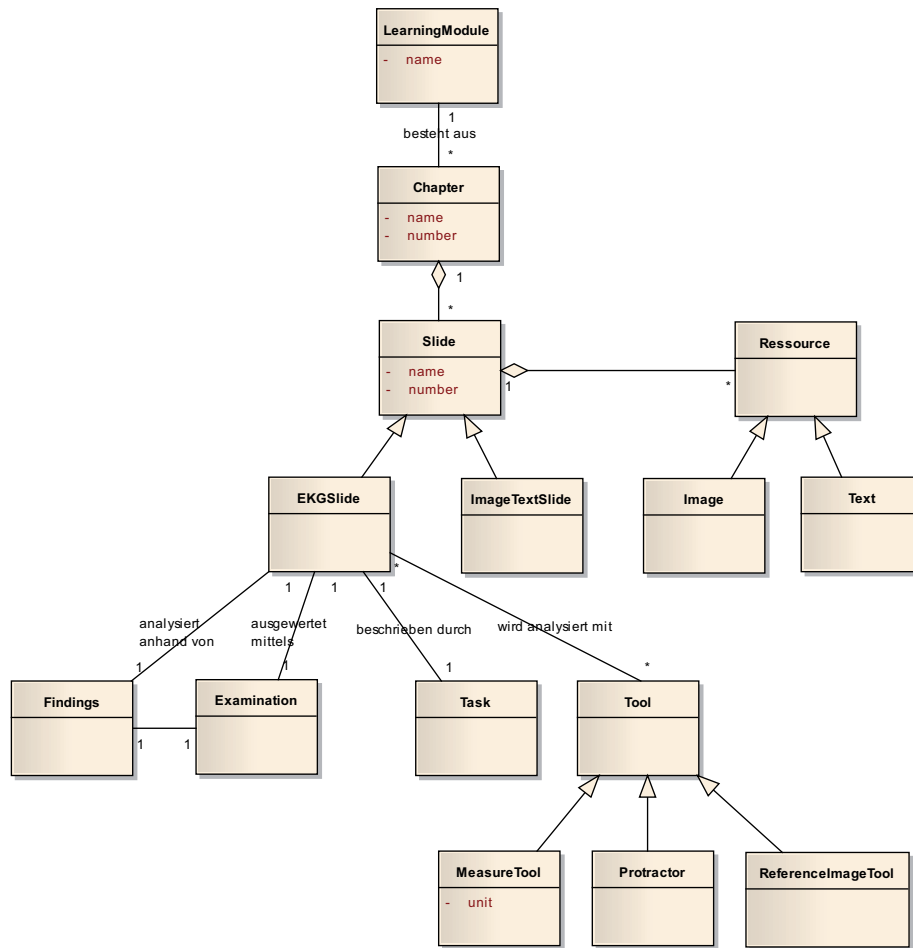 LearningModule
- name
1
besteht aus
*
Chapter
- name
- number
1
*
Slide
- name
- number
1
*
Ressource
EKGSlide
ImageTextSlide
Image
Text
1
1
1
*
analysiert
anhand von
ausgewertet
mittels
beschrieben durch
wird analysiert mit
1
1
1
*
Findings
Examination
Task
Tool
1
1
MeasureTool
- unit
Protractor
ReferenceImageTool